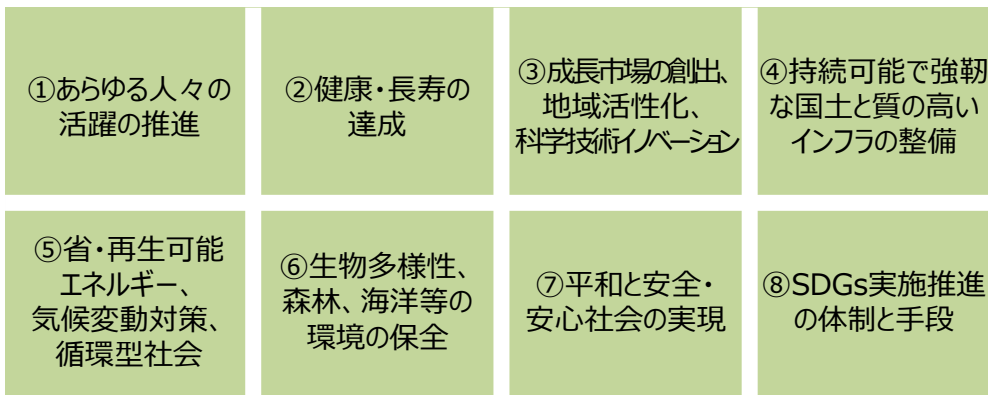 ①あらゆる人々の
活躍の推進
②健康・長寿の
達成
③成長市場の創出、
地域活性化、
科学技術イノベーション
④持続可能で強靭
な国土と質の高い
インフラの整備
⑤省・再生可能
エネルギー、
気候変動対策、
循環型社会
⑥生物多様性、
森林、海洋等の
環境の保全
⑦平和と安全・
安心社会の実現
⑧SDGs実施推進
の体制と手段